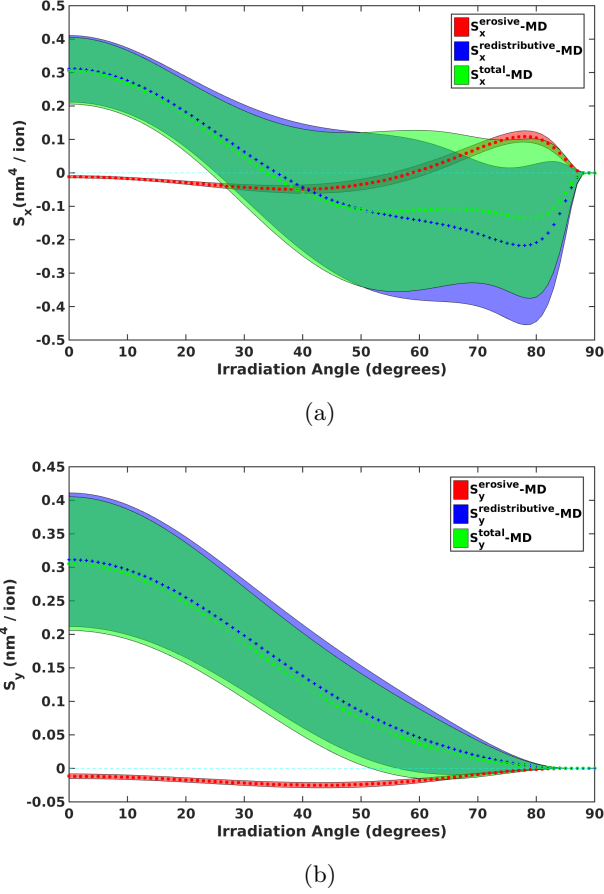 0.5
0.4
0.3
0.2
0.1
0
-0.1
-0.2
-0.3
-0.4
-0.5
S_x(nm^4 / ion)
S_x^erosive-MD
S_x^redistributive-MD
S_x^total-MD
0 10 20 30 40 50 60 70 80 90
Irradiation Angle (degrees)
(a)
0.45
0.4
0.35
0.3
0.25
0.2
0.15
0.1
0.05
0
-0.05
S_y (nm^4 / ion)
S_y^erosive-MD
S_y^redistributive-MD
S_y^total-MD
0 10 20 30 40 50 60 70 80 90
Irradiation Angle (degrees)
(b)